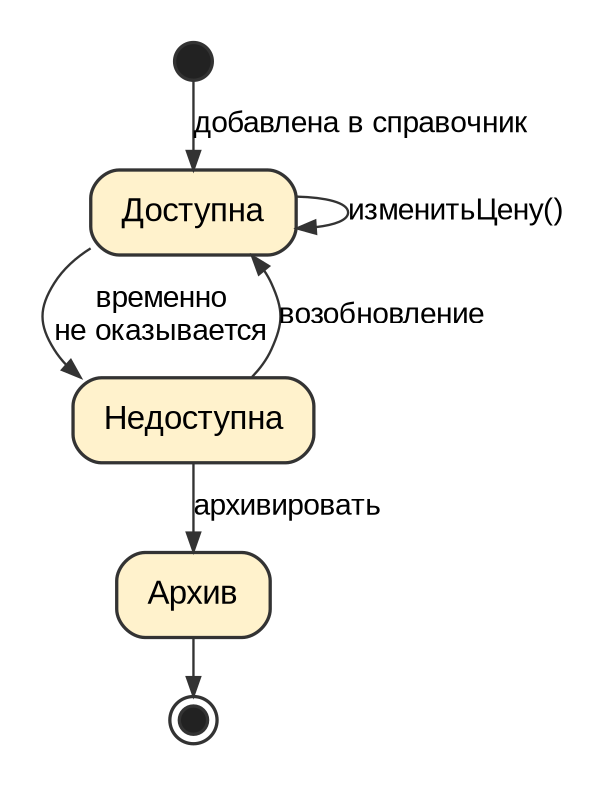 добавлена в справочник
Доступна
изменитьЦену()
временно
не оказывается
возобновление
Недоступна
архивировать
Архив